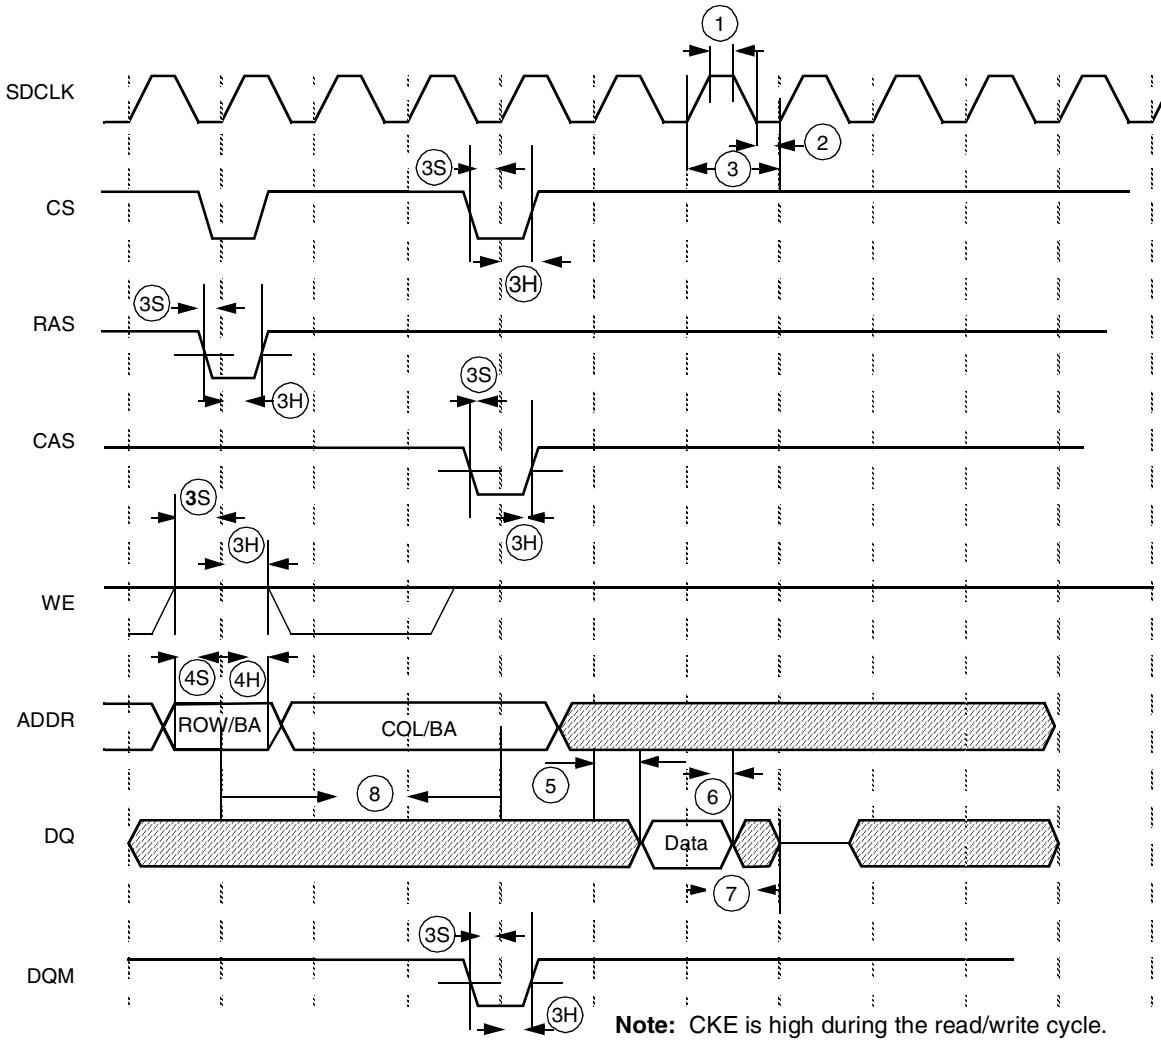 1
SDCLK
2
3S
3
CS
3H
3S
RAS
3S
3H
CAS
3S
3H
3H
WE
4S
4H
ADDR
ROW/BA
COL/BA
5
6
8
DQ
Data
7
3S
DQM
3H
Note: CKE is high during the read/write cycle.